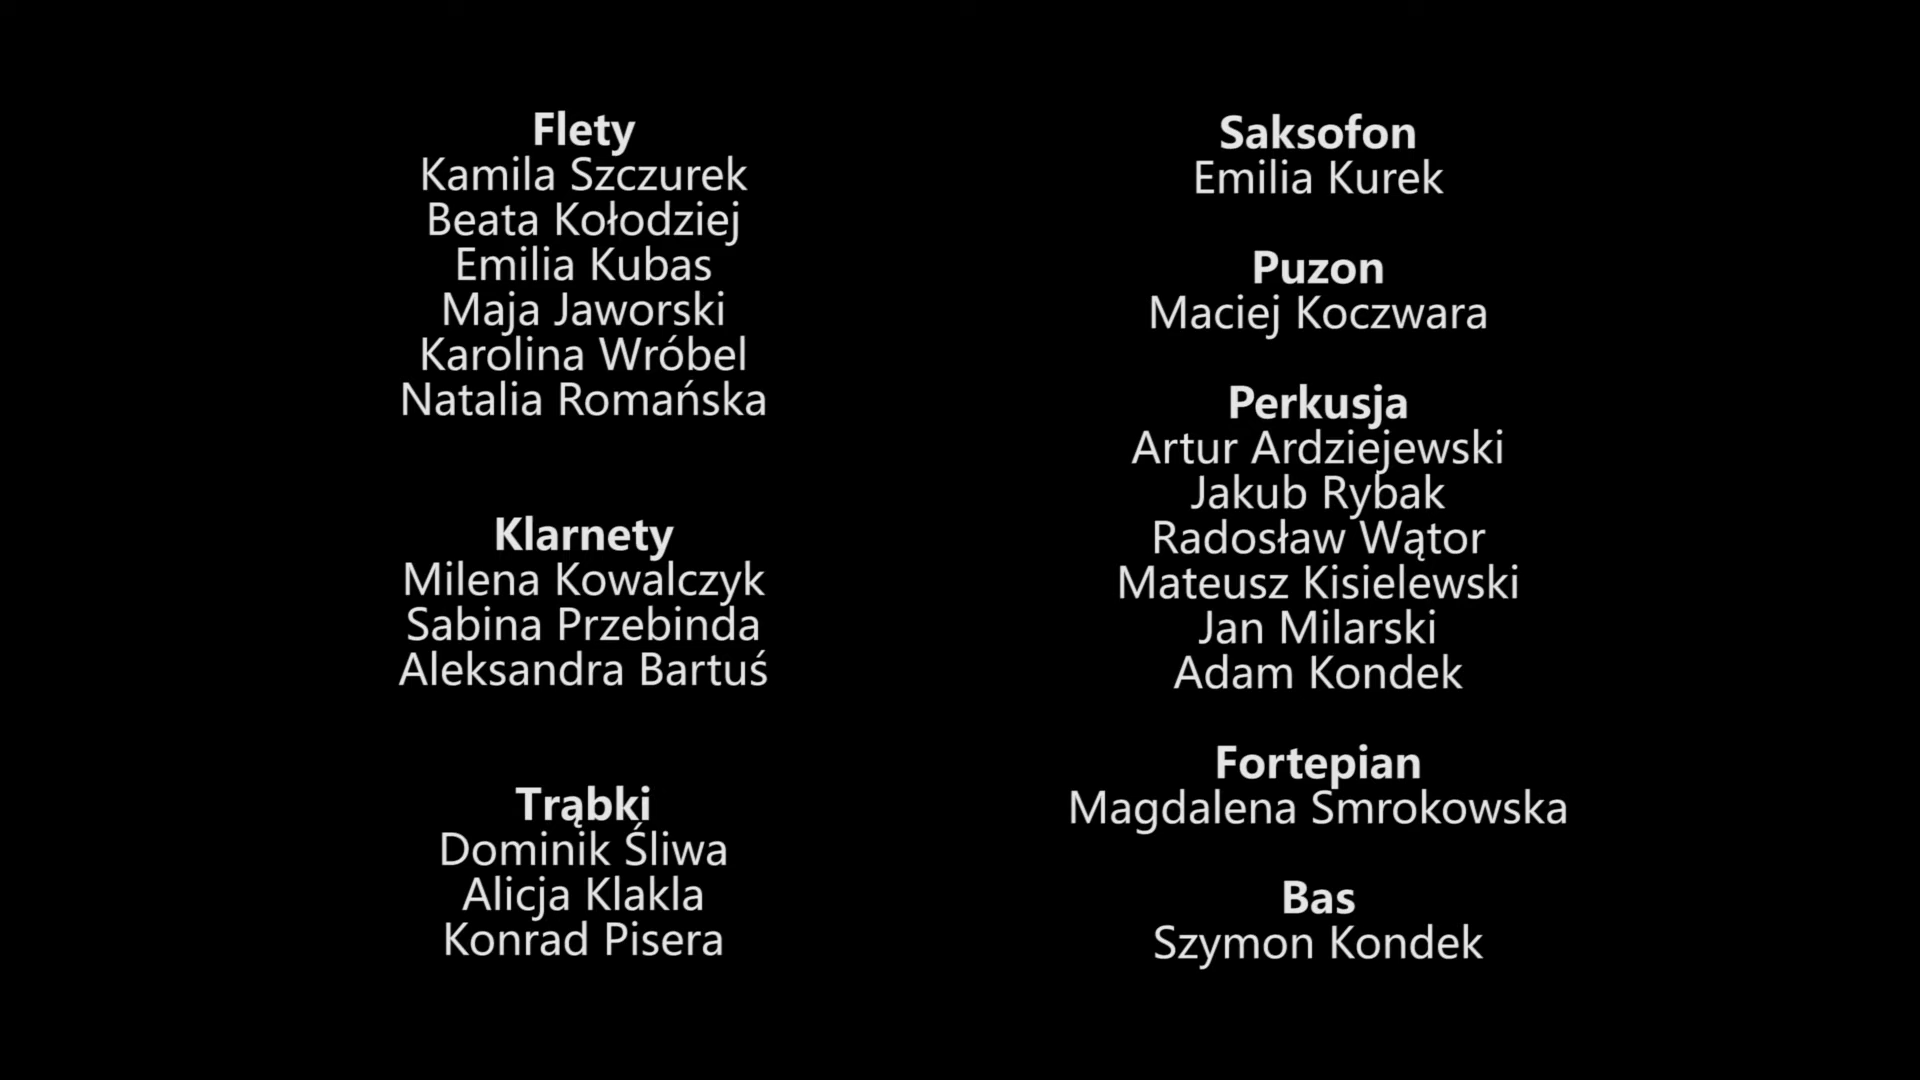 Flety
Kamila Szczurek
Beata Kołodziej
Emilia Kubas
Maja Jaworski
Karolina Wróbel
Natalia Romańska
Klarnety
Milena Kowalczyk
Sabina Przebinda
Aleksandra Bartuś
Trąbki
Dominik Śliwa
Alicja Klakla
Konrad Pisera
Saksofon
Emilia Kurek
Puzon
Maciej Koczwara
Perkusja
Artur Ardziejewski
Jakub Rybak
Radosław Wątor
Mateusz Kisielewski
Jan Milarski
Adam Kondek
Fortepian
Magdalena Smrokowska
Bas
Szymon Kondek